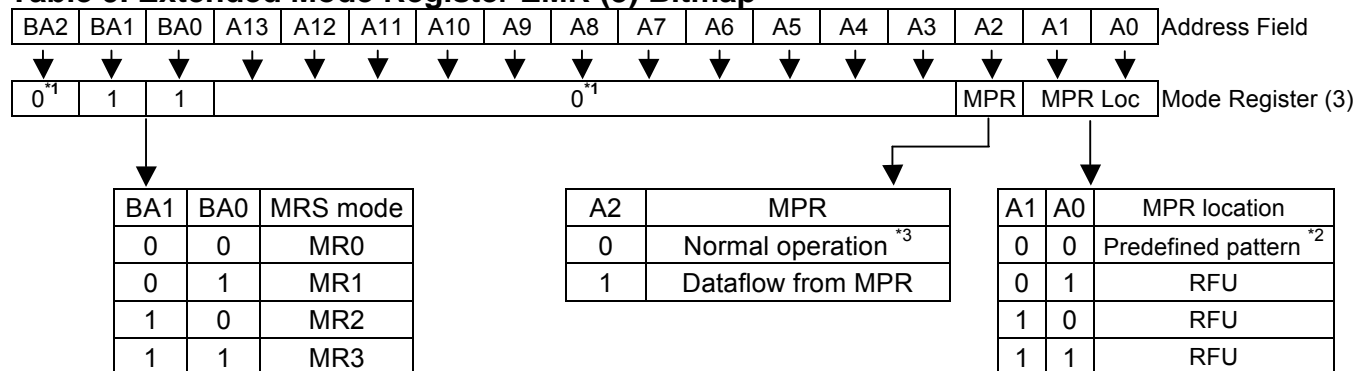 Table 6. Extended Mode Register EMR (3) Bitmap
BA2 BA1 BA0 A13 A12 A11 A10 A9 A8 A7 A6 A5 A4 A3 A2 A1 A0 Address Field
0*1 1 1 0*1 MPR MPR Loc Mode Register (3)
BA1 BA0 MRS mode
0 0 MR0
0 1 MR1
1 0 MR2
1 1 MR3
A2 MPR
0 Normal operation *3
1 Dataflow from MPR
A1 A0 MPR location
0 0 Predefined pattern *2
0 1 RFU
1 0 RFU
1 1 RFU